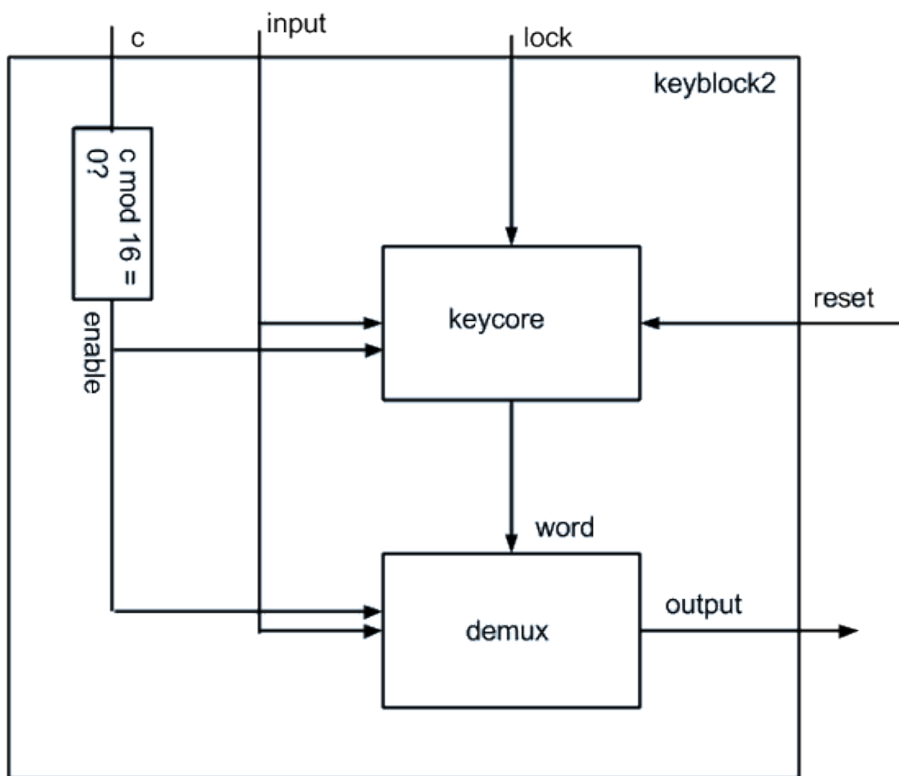 c
input
lock
keyblock2
c mod 16 =
0?
keycore
reset
enable
word
output
demux